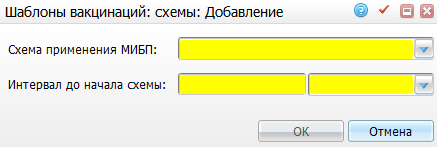 Шаблоны вакцинаций: схемы: Добавление
Схема применения МИБП:
Интервал до начала схемы:
ОК Отмена